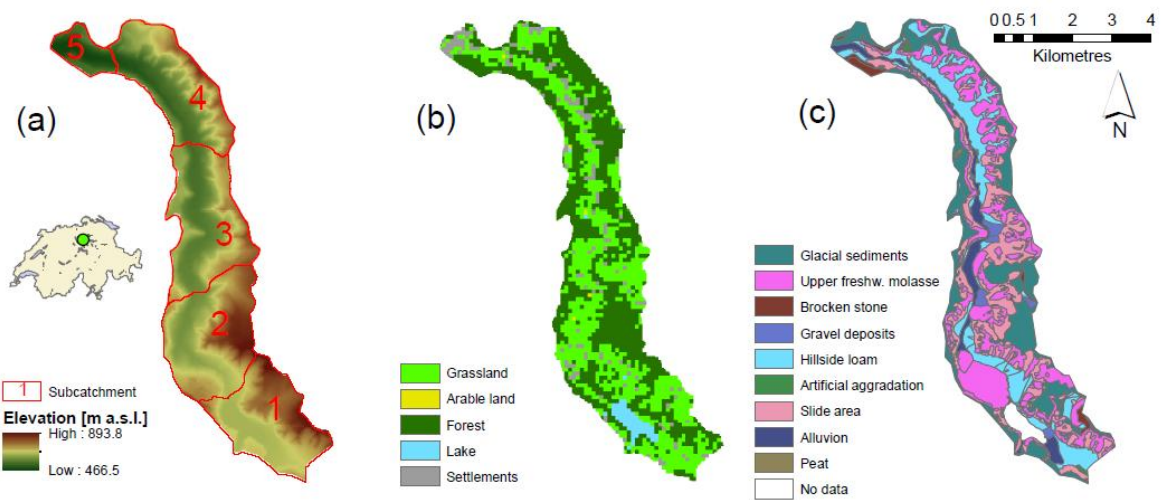 (a)
5
4
3
2
1
1 Subcatchment
Elevation [m a.s.l.]
High : 893.8
Low : 466.5
(b)
Grassland
Arable land
Forest
Lake
Settlements
(c)
0 0.5 1 2 3 4
Kilometres
N
Glacial sediments
Upper freshw. molasse
Brocken stone
Gravel deposits
Hillside loam
Artificial aggradation
Slide area
Alluvion
Peat
No data